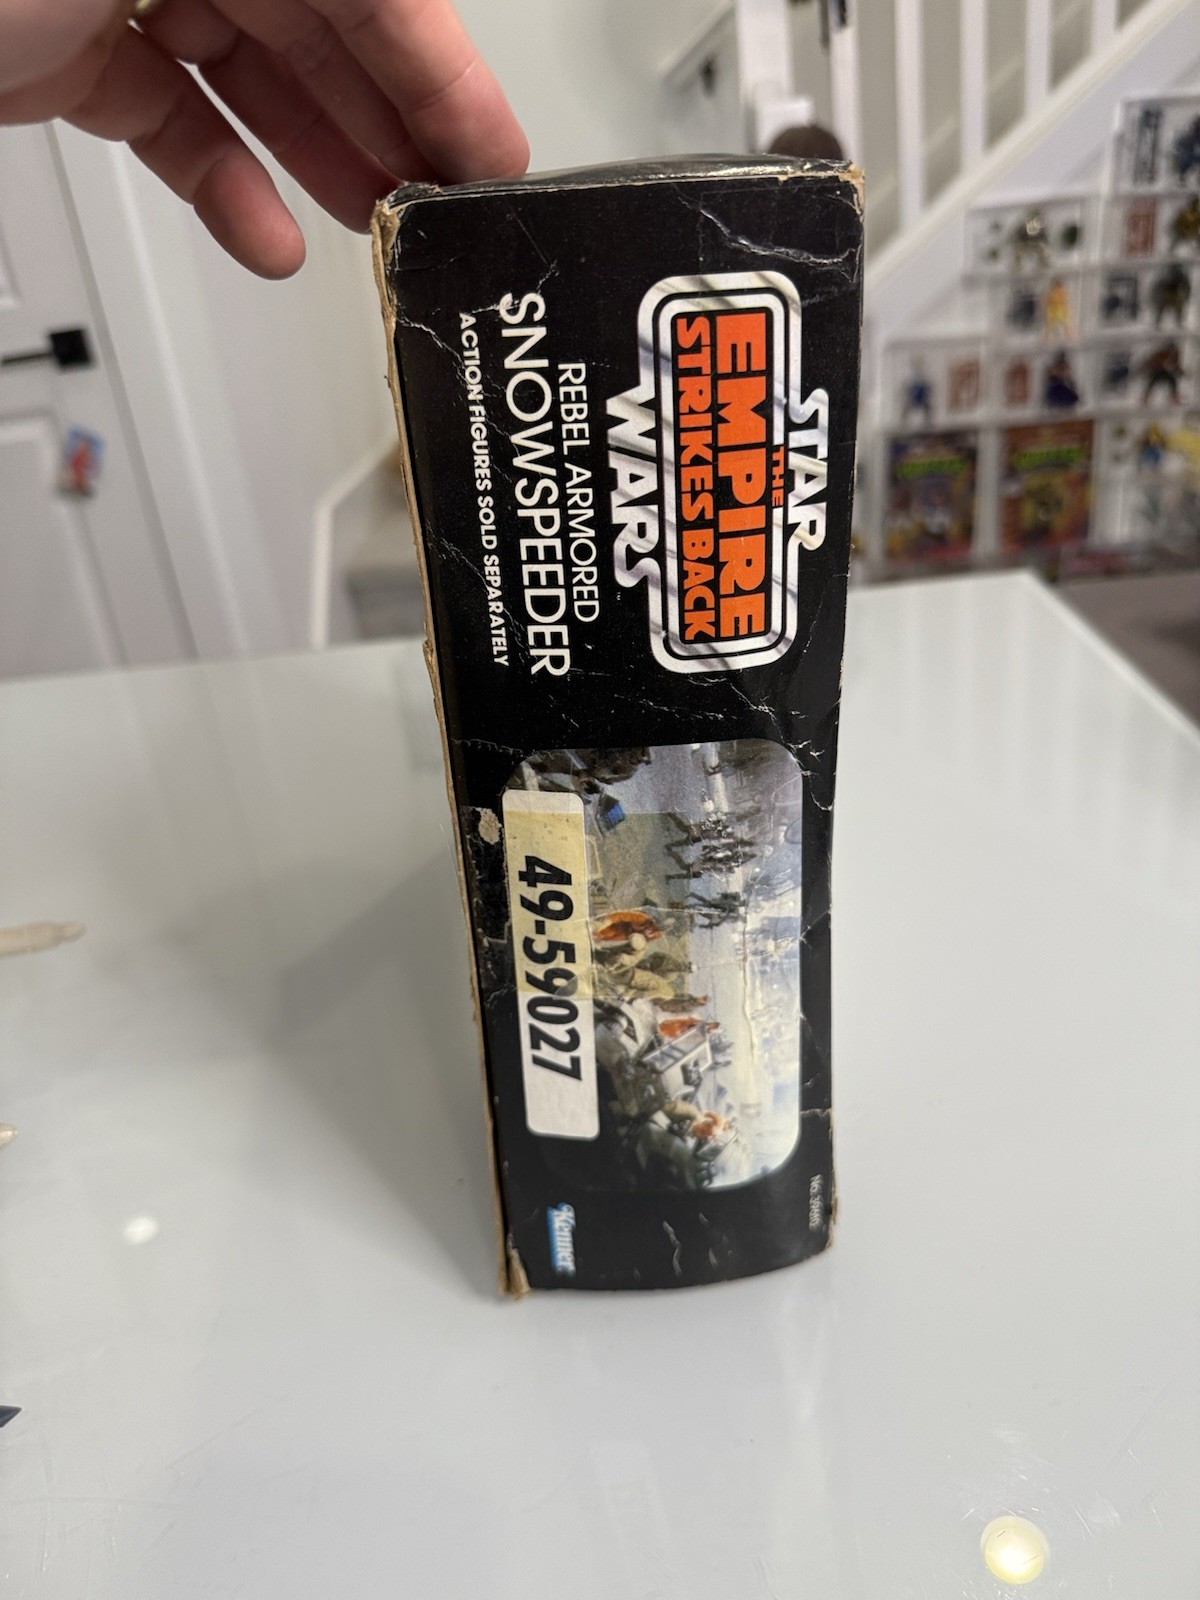 STAR
THE
EMPIRE
STRIKES BACK
WARS
REBEL ARMORED
SNOWSPEEDER
ACTION FIGURES SOLD SEPARATELY
49-59027
Kenner